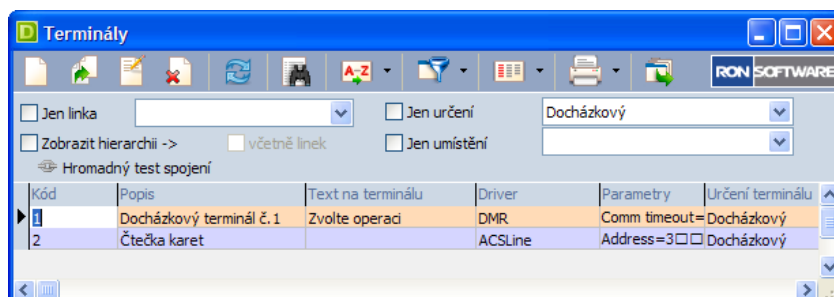 D Terminály
A-Z RON SOFTWARE
Jen linka Jen určení Docházkový
Zobrazit hierarchii -> včetně linek Jen umístění
Hromadný test spojení
Kód Popis Text na terminálu Driver Parametry Určení terminálu
1 Docházkový terminál č.1 Zvolte operaci DMR Comm timeout= Docházkový
2 Čtečka karet ACSLine Address=3□□ Docházkový